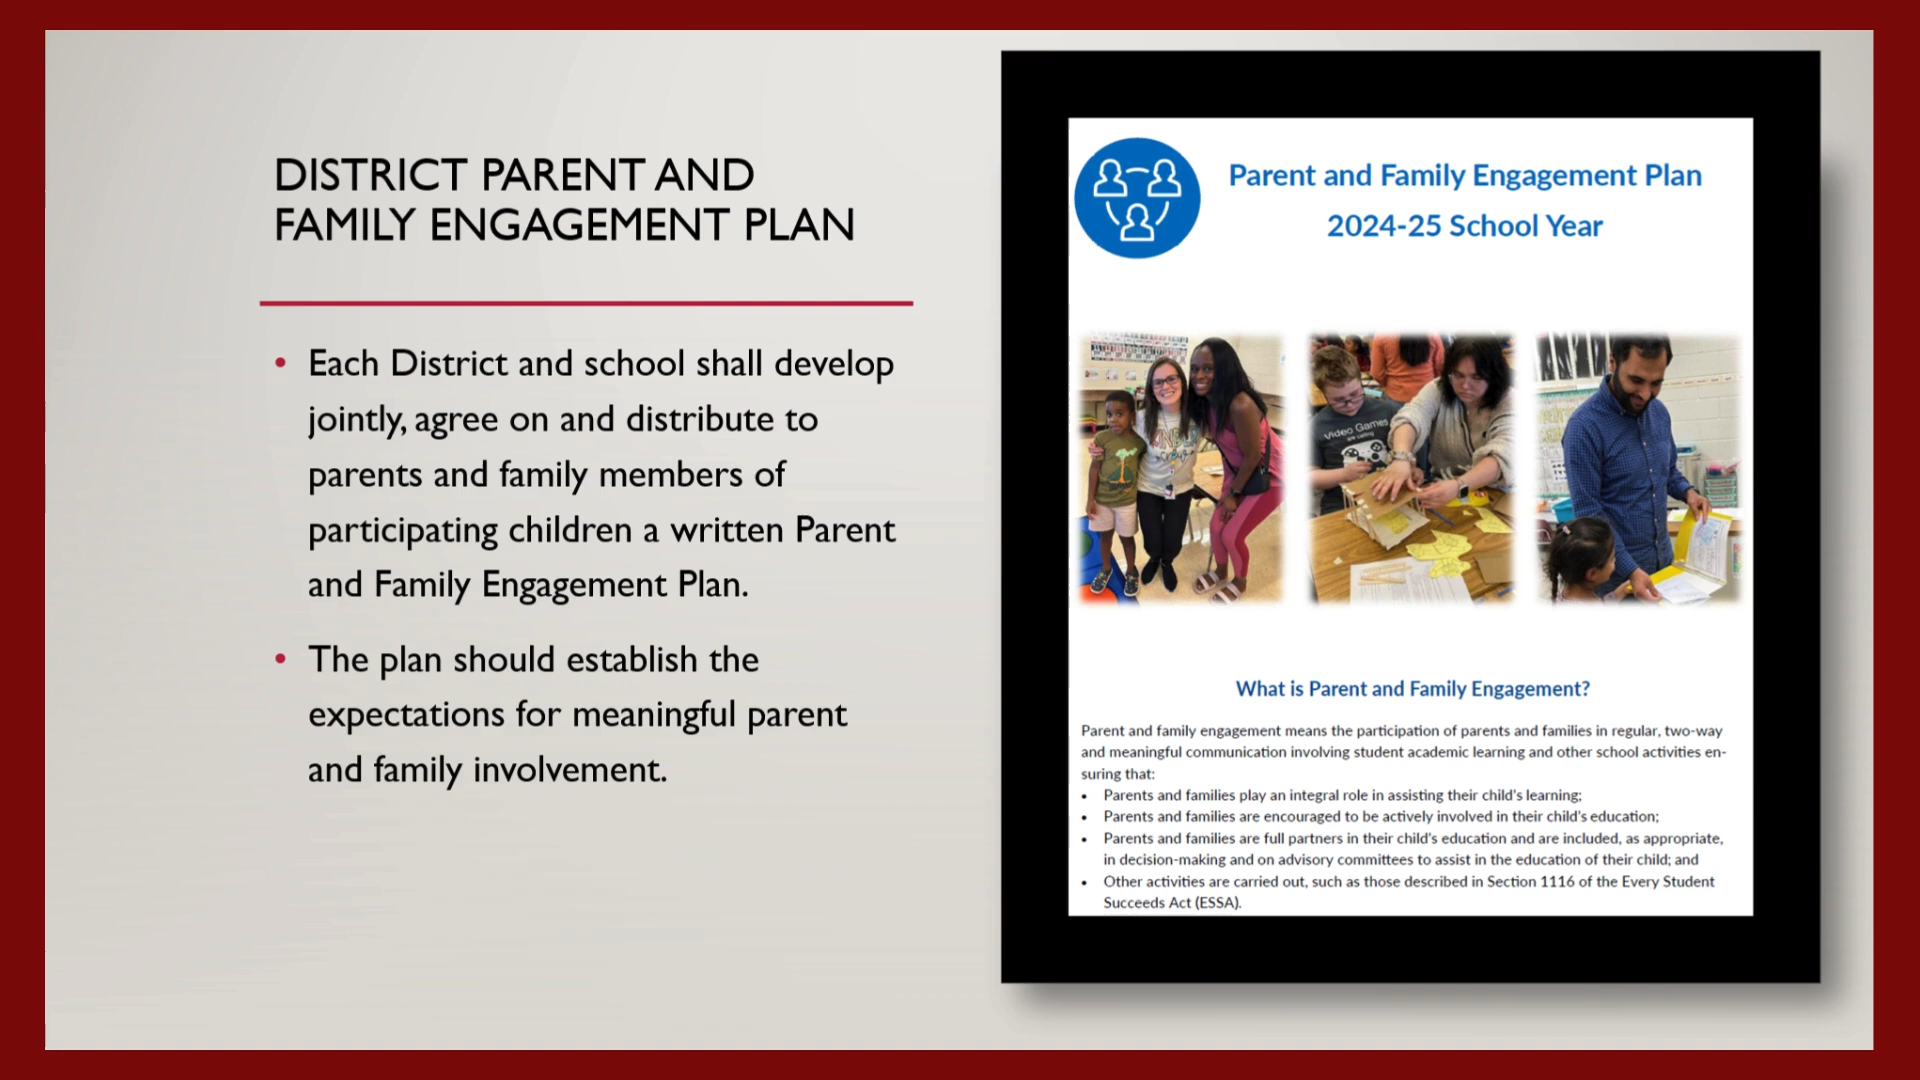 DISTRICT PARENT AND
FAMILY ENGAGEMENT PLAN
• Each District and school shall develop
jointly, agree on and distribute to
parents and family members of
participating children a written Parent
and Family Engagement Plan.
• The plan should establish the
expectations for meaningful parent
and family involvement.
Parent and Family Engagement Plan
2024-25 School Year
Video Games
What is Parent and Family Engagement?
Parent and family engagement means the participation of parents and families in regular, two-way
and meaningful communication involving student academic learning and other school activities en-
suring that:
• Parents and families play an integral role in assisting their child's learning;
• Parents and families are encouraged to be actively involved in their child's education;
• Parents and families are full partners in their child's education and are included, as appropriate,
in decision-making and on advisory committees to assist in the education of their child; and
• Other activities are carried out, such as those described in Section 1116 of the Every Student
Succeeds Act (ESSA).